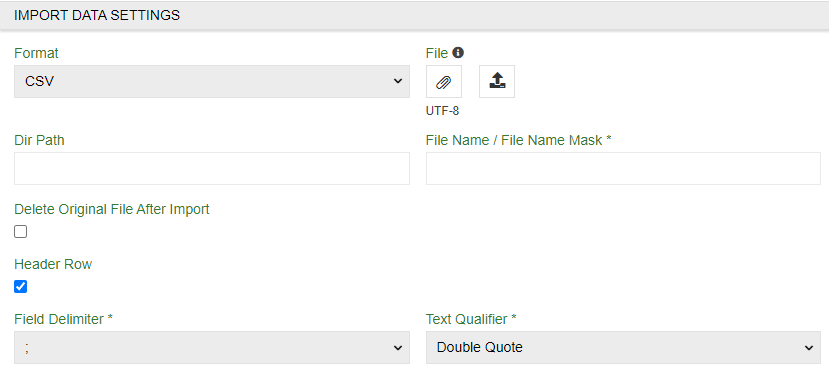 IMPORT DATA SETTINGS
Format
File
CSV
UTF-8
Dir Path
File Name / File Name Mask *
Delete Original File After Import
Header Row
Field Delimiter *
Text Qualifier *
;
Double Quote